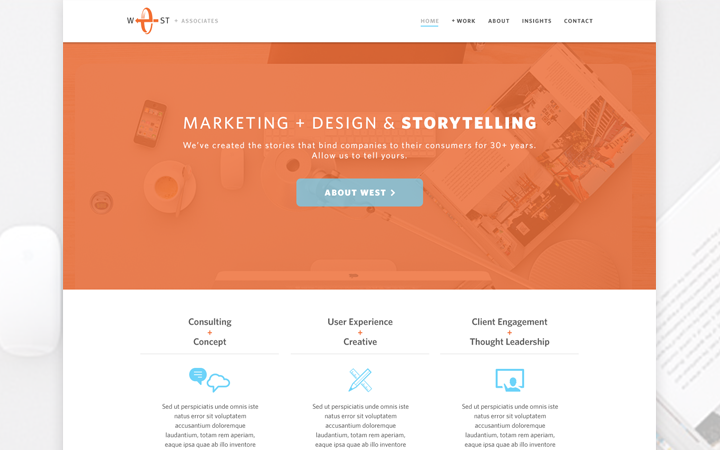 WEST + ASSOCIATES
HOME + WORK ABOUT INSIGHTS CONTACT
MARKETING + DESIGN & STORYTELLING
We've created the stories that bind companies to their consumers for 30+ years.
Allow us to tell yours.
ABOUT WEST >
Consulting
+
Concept
User Experience
+
Creative
Client Engagement
+
Thought Leadership
Sed ut perspiciatis unde omnis iste
natus error sit voluptatem
accusantium doloremque
laudantium, totam rem aperiam,
eaque ipsa quae ab illo inventore
Sed ut perspiciatis unde omnis iste
natus error sit voluptatem
accusantium doloremque
laudantium, totam rem aperiam,
eaque ipsa quae ab illo inventore
Sed ut perspiciatis unde omnis iste
natus error sit voluptatem
accusantium doloremque
laudantium, totam rem aperiam,
eaque ipsa quae ab illo inventore